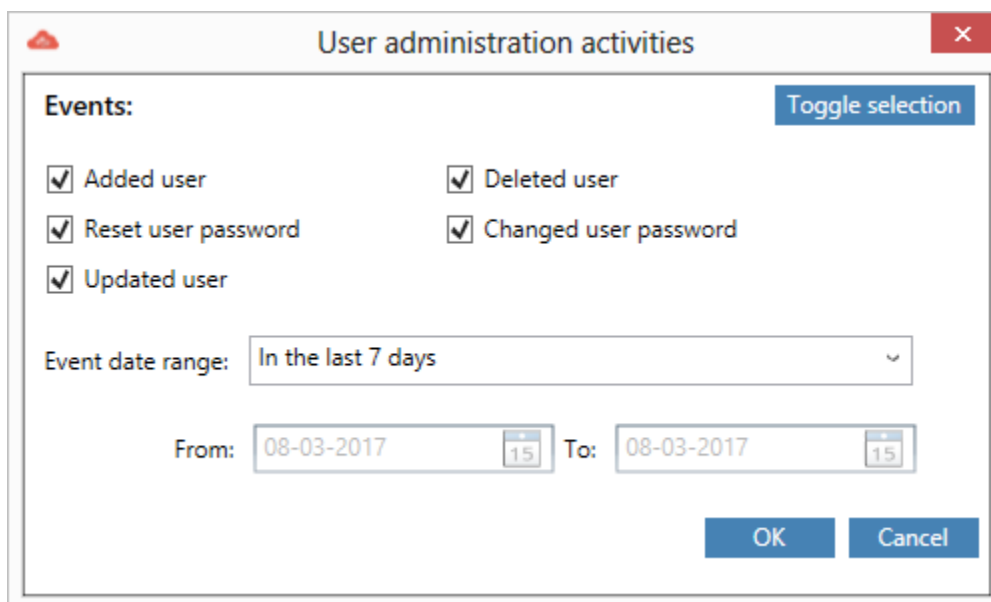 User administration activities
Events:
Toggle selection
Added user
Deleted user
Reset user password
Changed user password
Updated user
Event date range: In the last 7 days
From: 08-03-2017 15 To: 08-03-2017 15
OK
Cancel